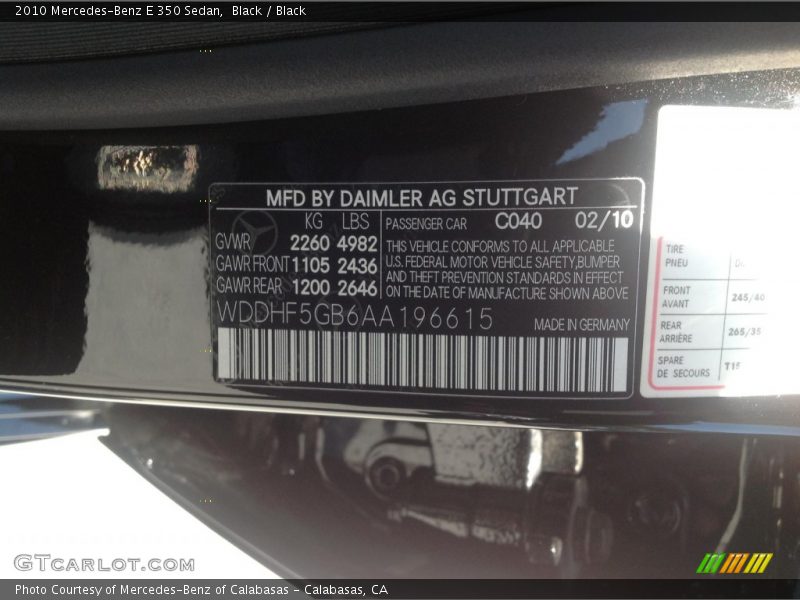 2010 Mercedes-Benz E 350 Sedan,  Black / Black
MFD BY DAIMLER AG STUTTGART
KG LBS
GVWR 2260 4982
GAWR FRONT 1105 2436
GAWR REAR 1200 2646
PASSENGER CAR C040 02/10
THIS VEHICLE CONFORMS TO ALL APPLICABLE
U.S. FEDERAL MOTOR VEHICLE SAFETY,BUMPER
AND THEFT PREVENTION STANDARDS IN EFFECT
ON THE DATE OF MANUFACTURE SHOWN ABOVE
WDDHF5GB6AA196615
MADE IN GERMANY
TIRE
PNEU
FRONT
AVANT
245/40
REAR
ARRIÈRE
265/35
SPARE
DE SECOURS
T15
GTCARLOT.COM
Photo Courtesy of Mercedes-Benz of Calabasas - Calabasas, CA